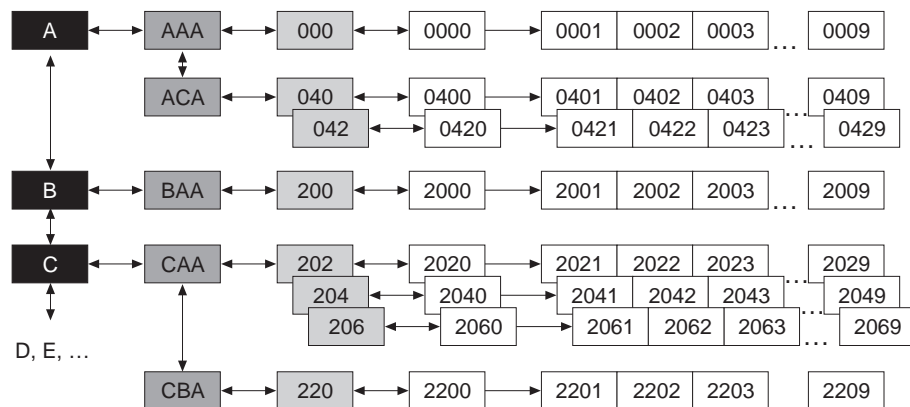 A AAA 000 0000 0001 0002 0003 … 0009
ACA 040 0400 0401 0402 0403 … 0409
042 0420 0421 0422 0423 … 0429
B BAA 200 2000 2001 2002 2003 … 2009
C CAA 202 2020 2021 2022 2023 … 2029
204 2040 2041 2042 2043 … 2049
206 2060 2061 2062 2063 … 2069
D, E, …
CBA 220 2200 2201 2202 2203 2209